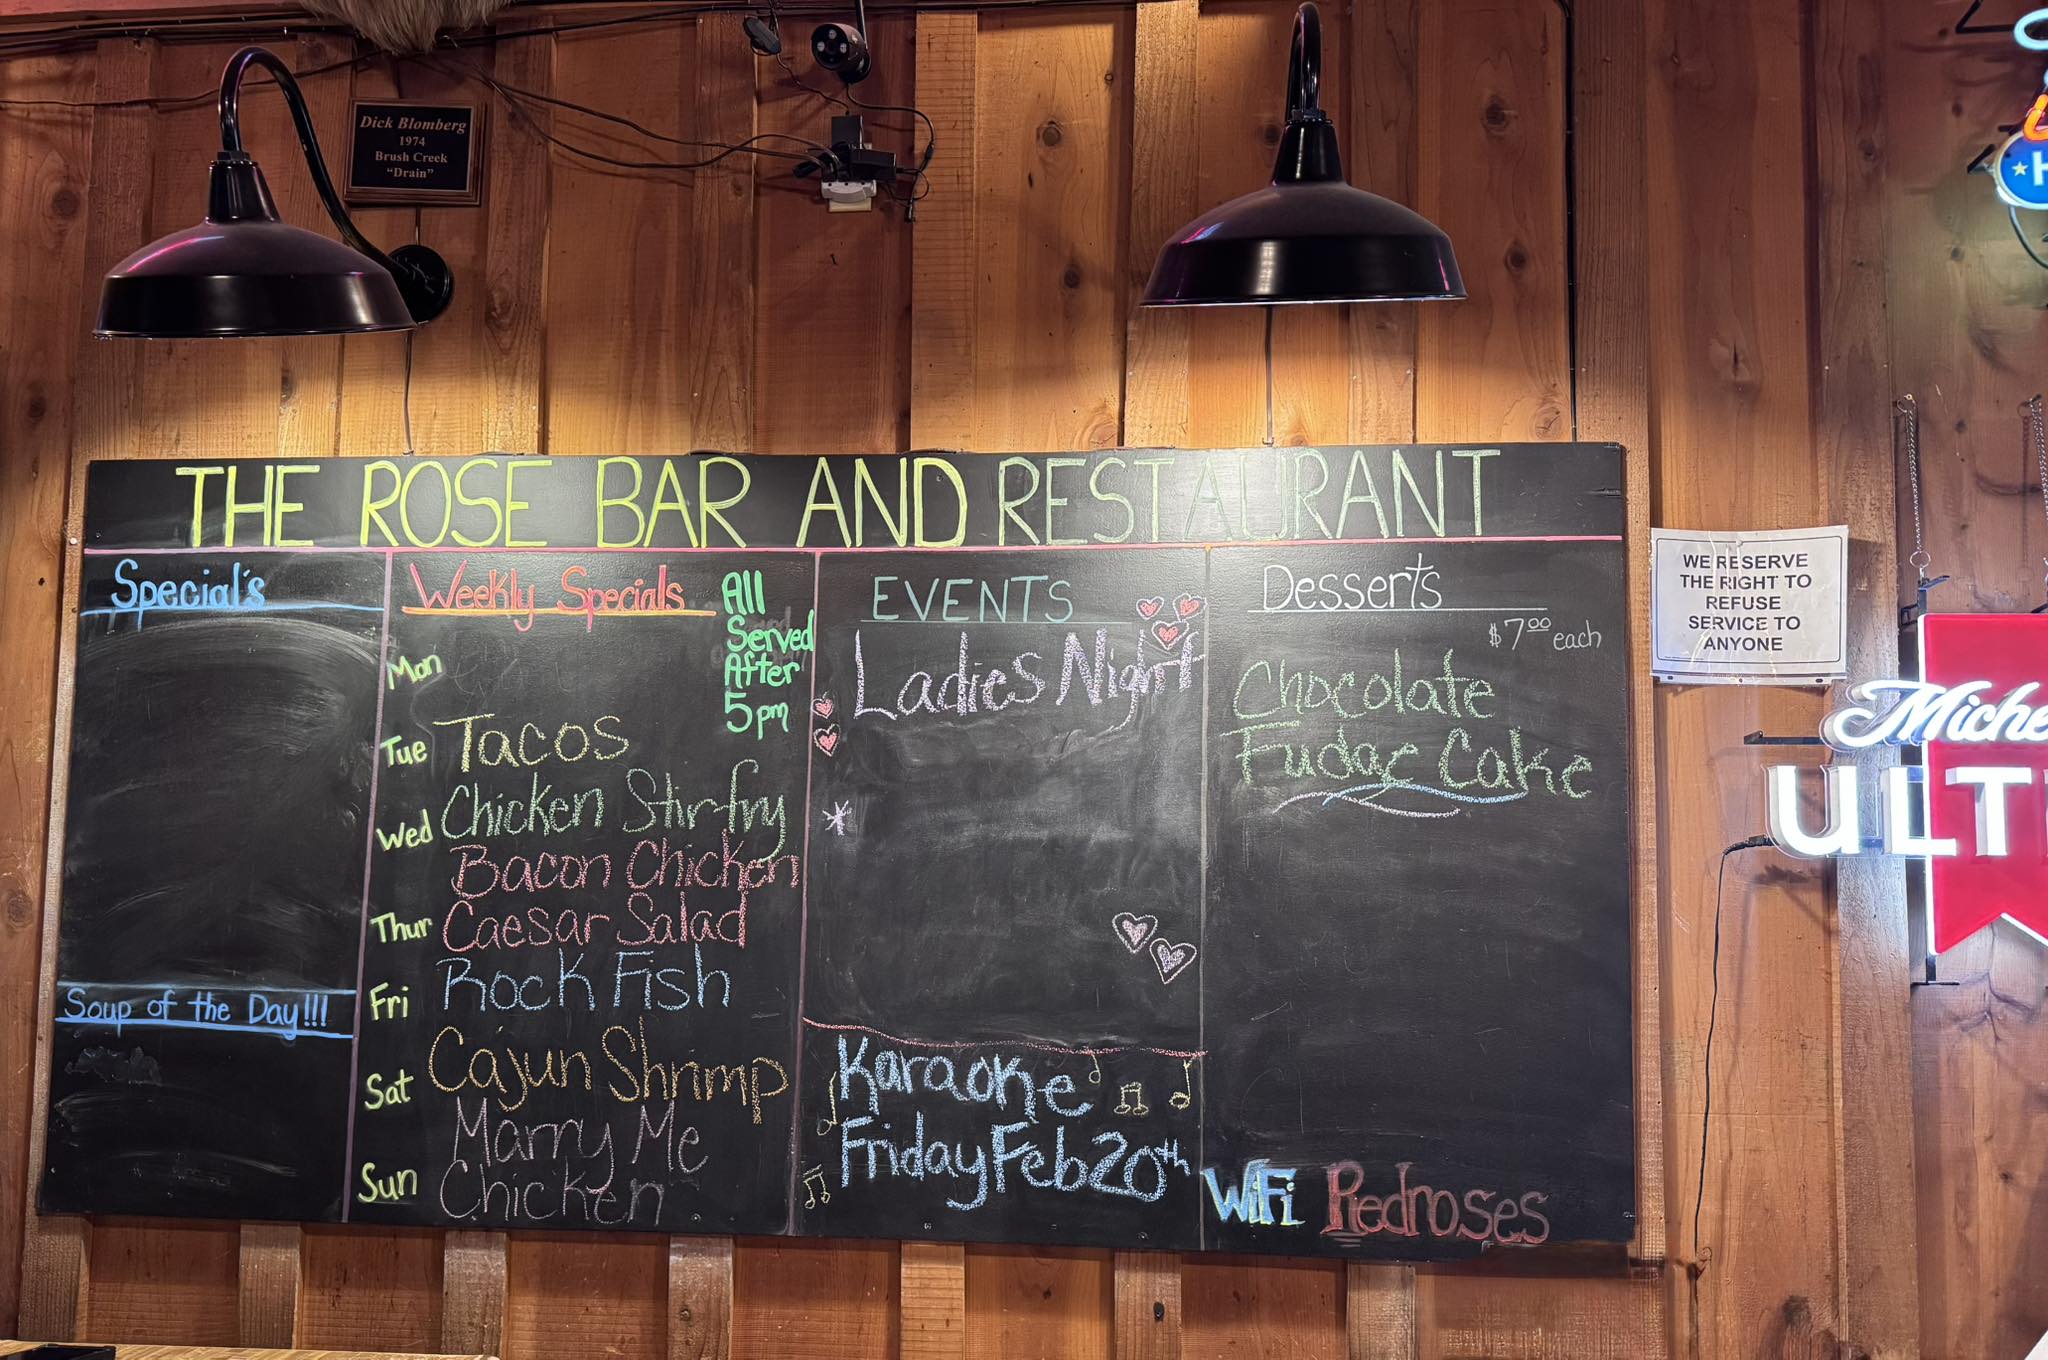 Dick Blomberg
1974
Brush Creek
"Drain"
THE ROSE BAR AND RESTAURANT
Special's
Soup of the Day!!!
Weekly Specials
All
Served
After
5pm
Mon
Tue Tacos
Wed Chicken Stir-fry
Bacon Chicken
Thur Caesar Salad
Fri Rock Fish
Sat Cajun Shrimp
Marry Me
Sun Chicken
EVENTS
Ladies Night
Karaoke
Friday Feb 20th
Desserts
$7.00 each
Chocolate
Fudge Cake
WiFi Redroses
WE RESERVE
THE RIGHT TO
REFUSE
SERVICE TO
ANYONE